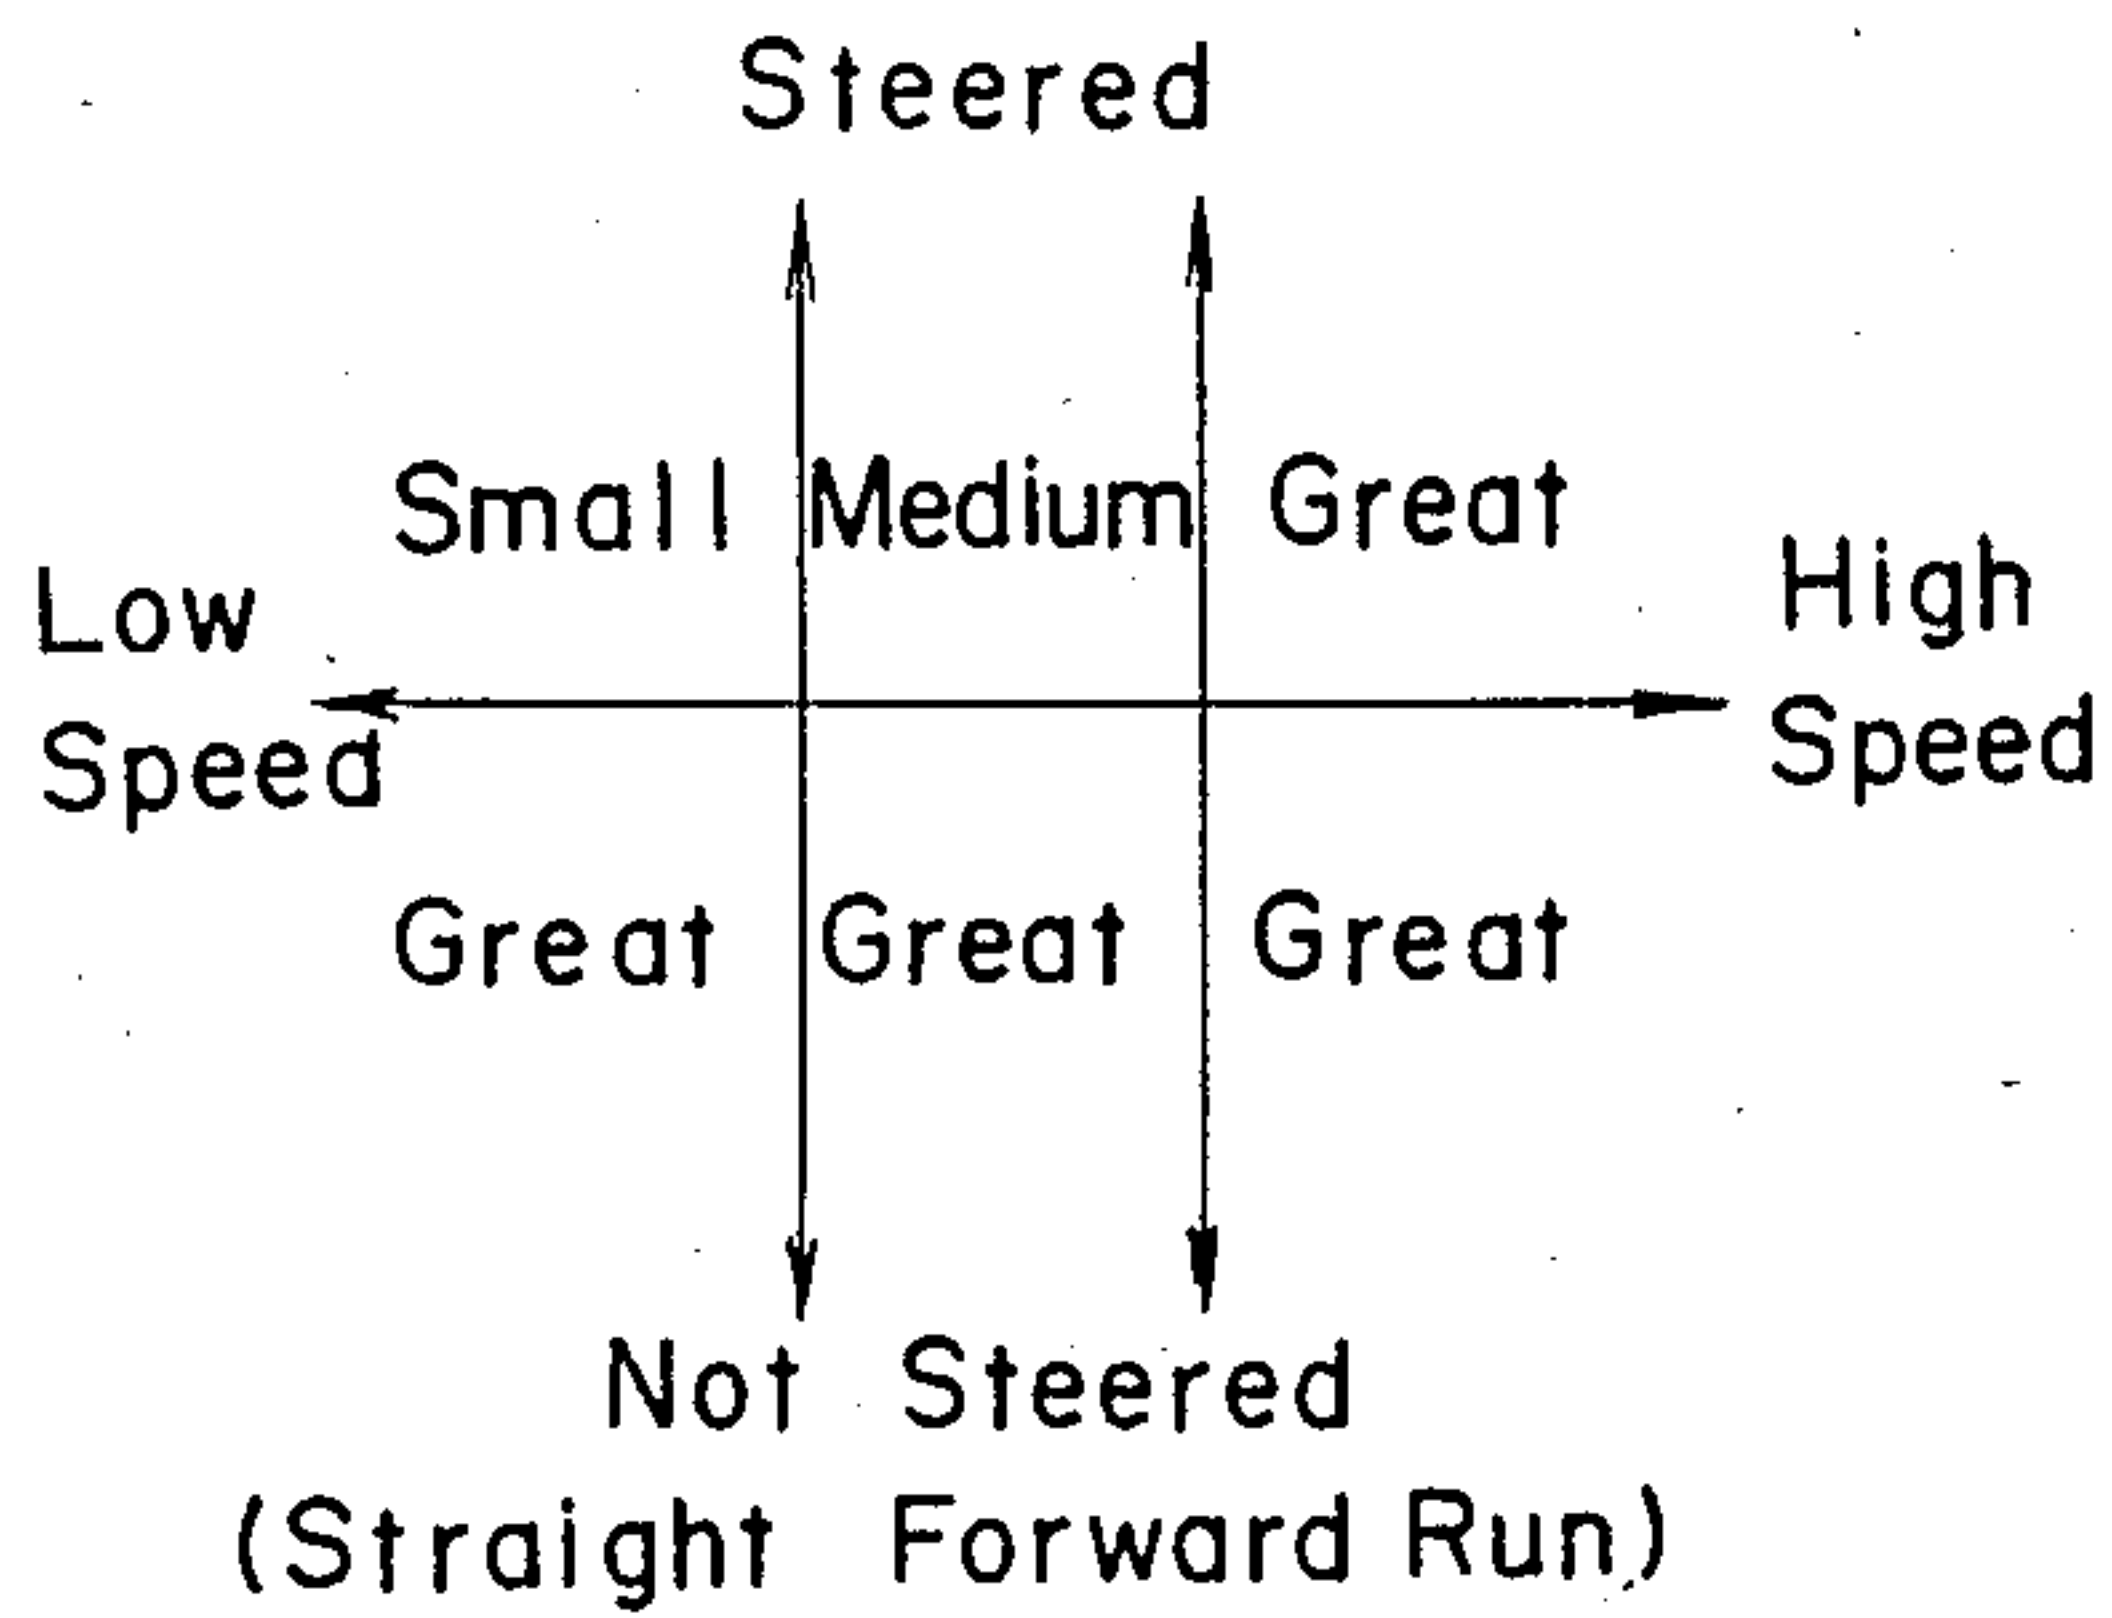 Steered
Small Medium Great
Low Speed
High Speed
Great Great Great
Not Steered
(Straight Forward Run)